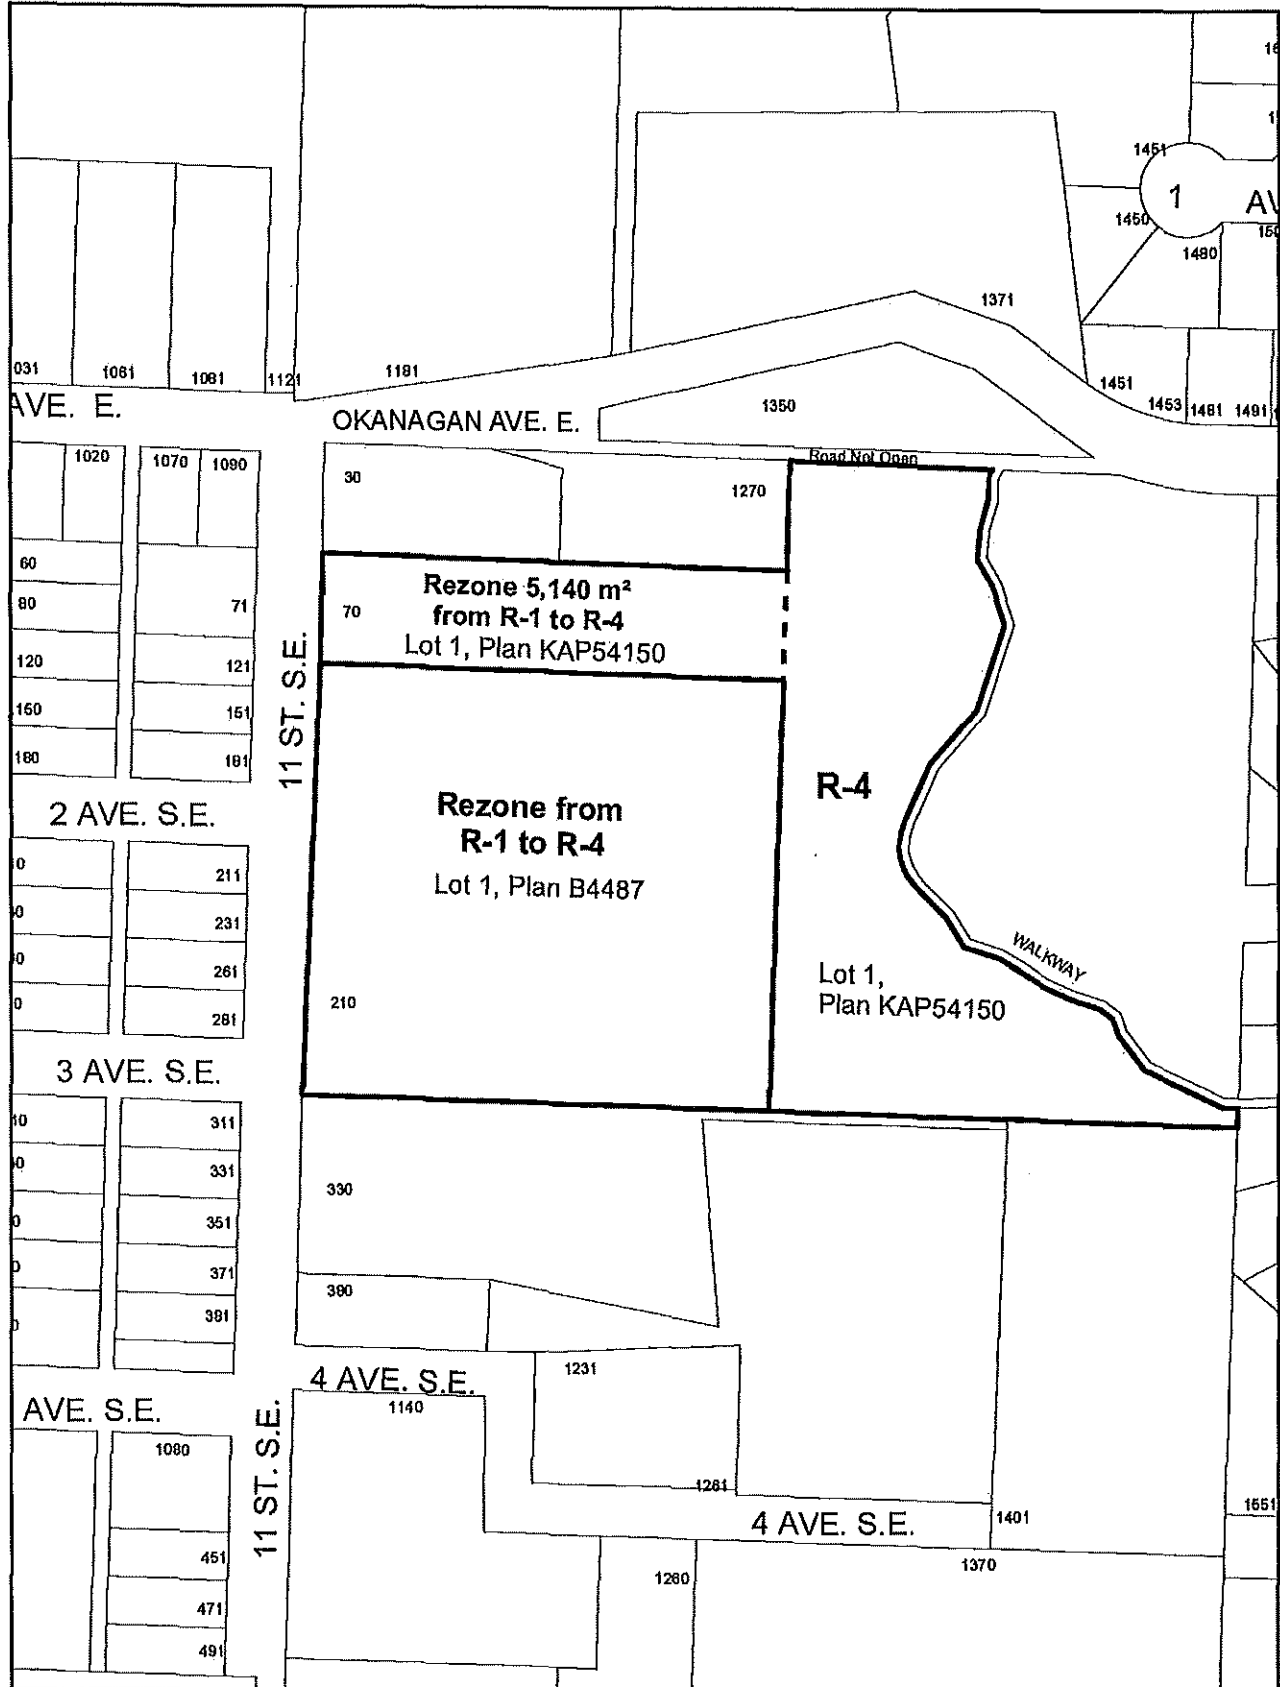 16
1
1451
1
AV
1450
150
1480
1371
031
1061
1081
1121
1181
1451
1453
1481
1491
AVE. E.
OKANAGAN AVE. E.
1350
1020
1070
1090
30
1270
Road Not Open
60
80
71
70
Rezone 5,140 m²
from R-1 to R-4
Lot 1, Plan KAP54150
120
121
160
151
180
181
11 ST. S.E.
2 AVE. S.E.
Rezone from
R-1 to R-4
Lot 1, Plan B4487
R-4
211
231
261
281
210
WALKWAY
Lot 1,
Plan KAP54150
3 AVE. S.E.
311
331
351
371
381
330
380
4 AVE. S.E.
1231
AVE. S.E.
1140
1080
11 ST. S.E.
1261
4 AVE. S.E.
1401
1551
451
471
491
1260
1370